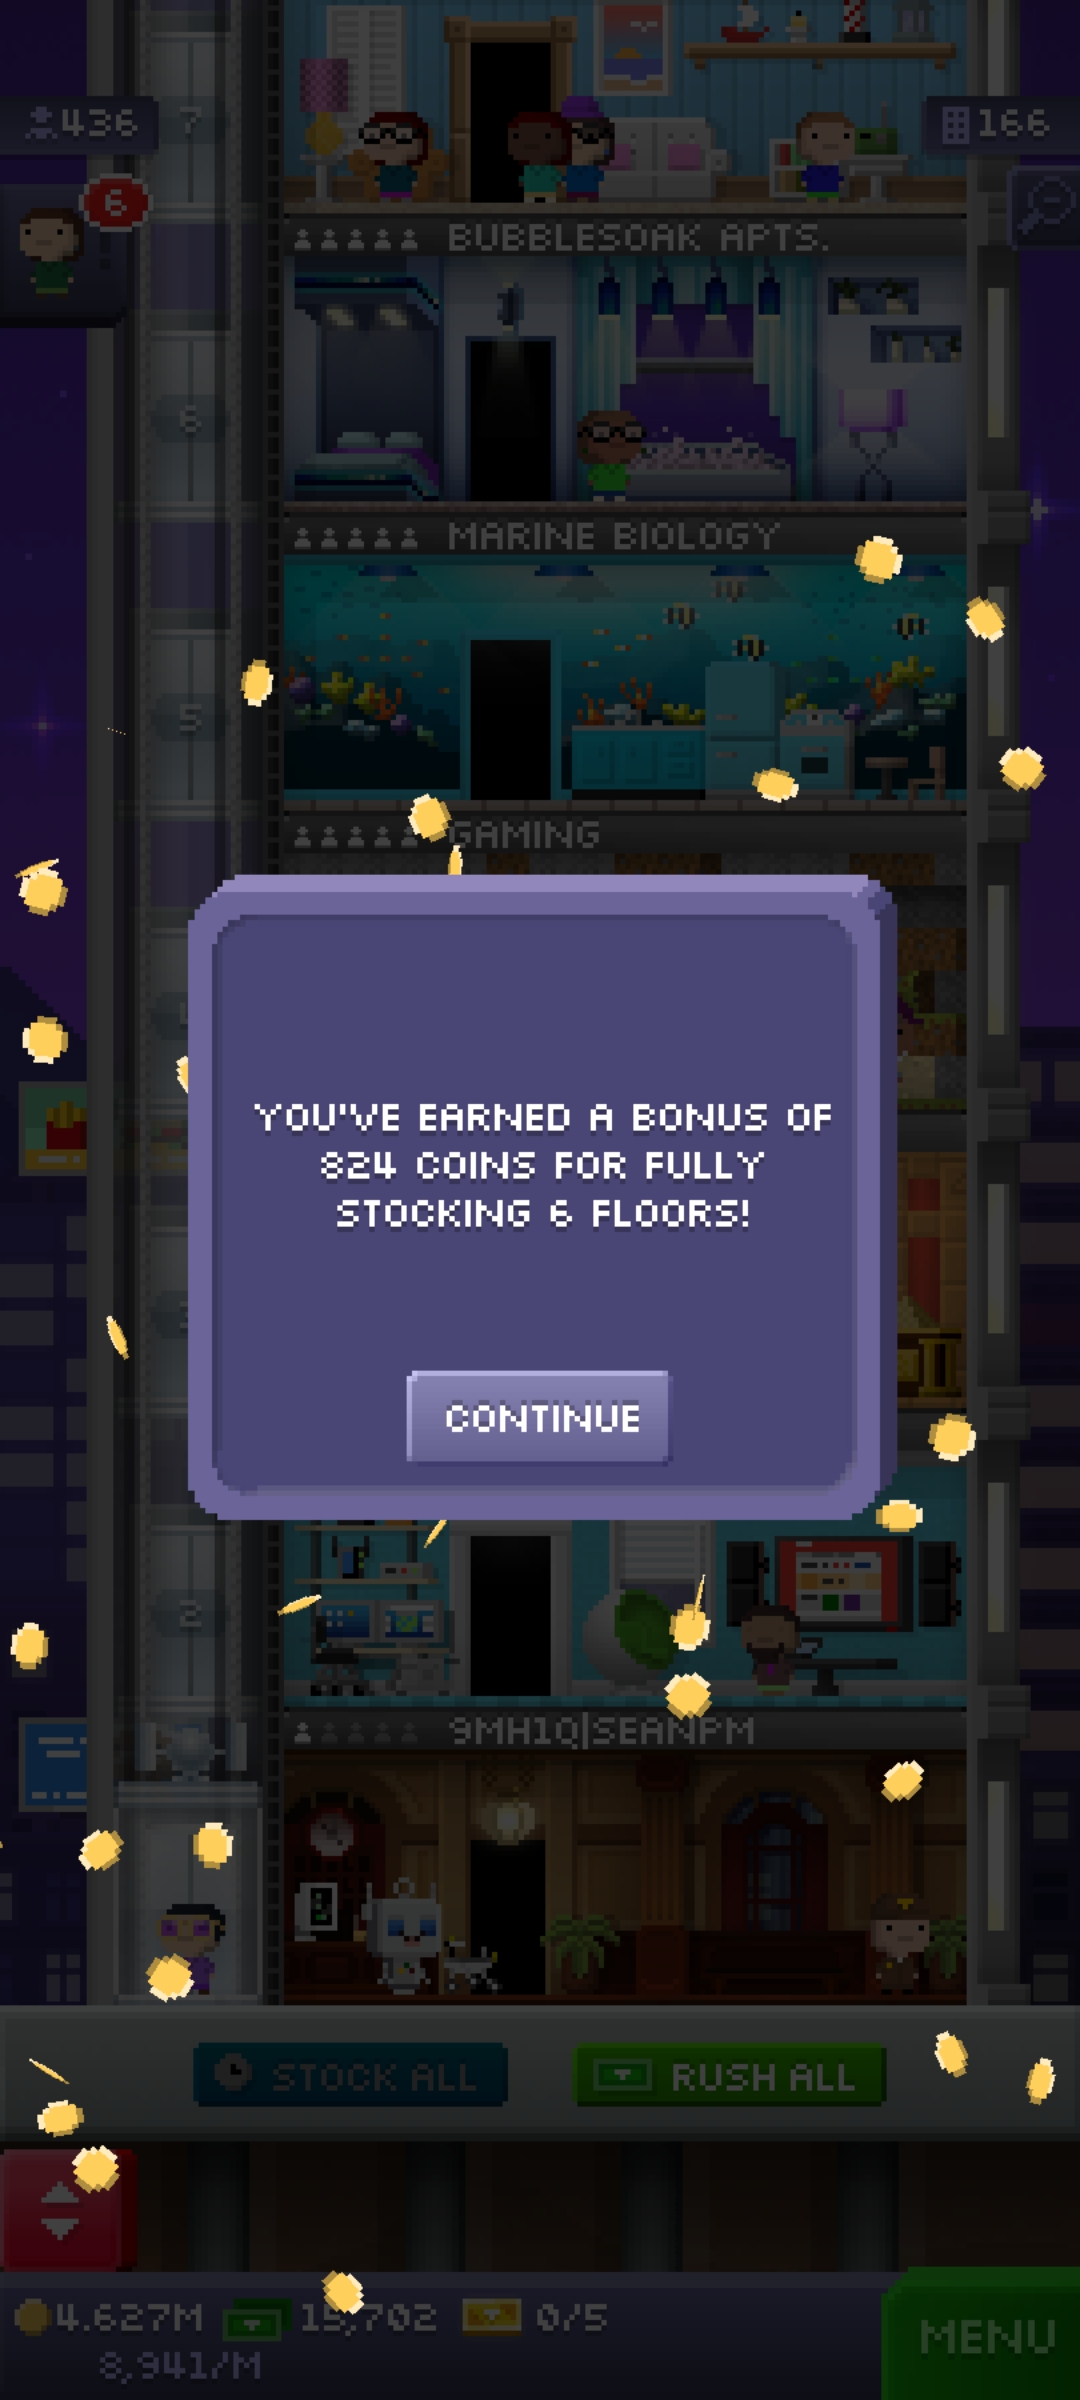 436
7
166
6
BUBBLESOAK APTS.
6
MARINE BIOLOGY
5
GAMING
YOU'VE EARNED A BONUS OF
824 COINS FOR FULLY
STOCKING 6 FLOORS!
CONTINUE
2
9MH1Q|SEANPM
STOCK ALL
RUSH ALL
4.627M
15,702
0/5
8,941/M
MENU